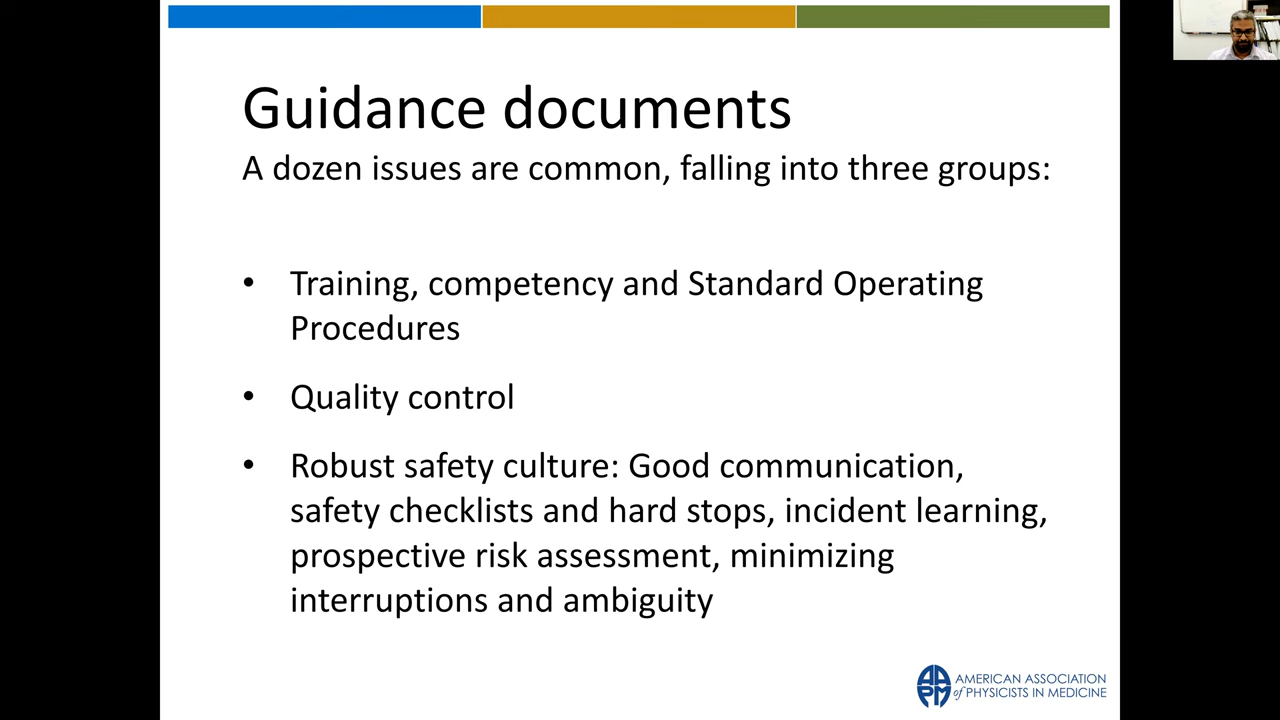 Guidance documents
A dozen issues are common, falling into three groups:
• Training, competency and Standard Operating
Procedures
• Quality control
• Robust safety culture: Good communication,
safety checklists and hard stops, incident learning,
prospective risk assessment, minimizing
interruptions and ambiguity
AAPM
AMERICAN ASSOCIATION
of PHYSICISTS IN MEDICINE